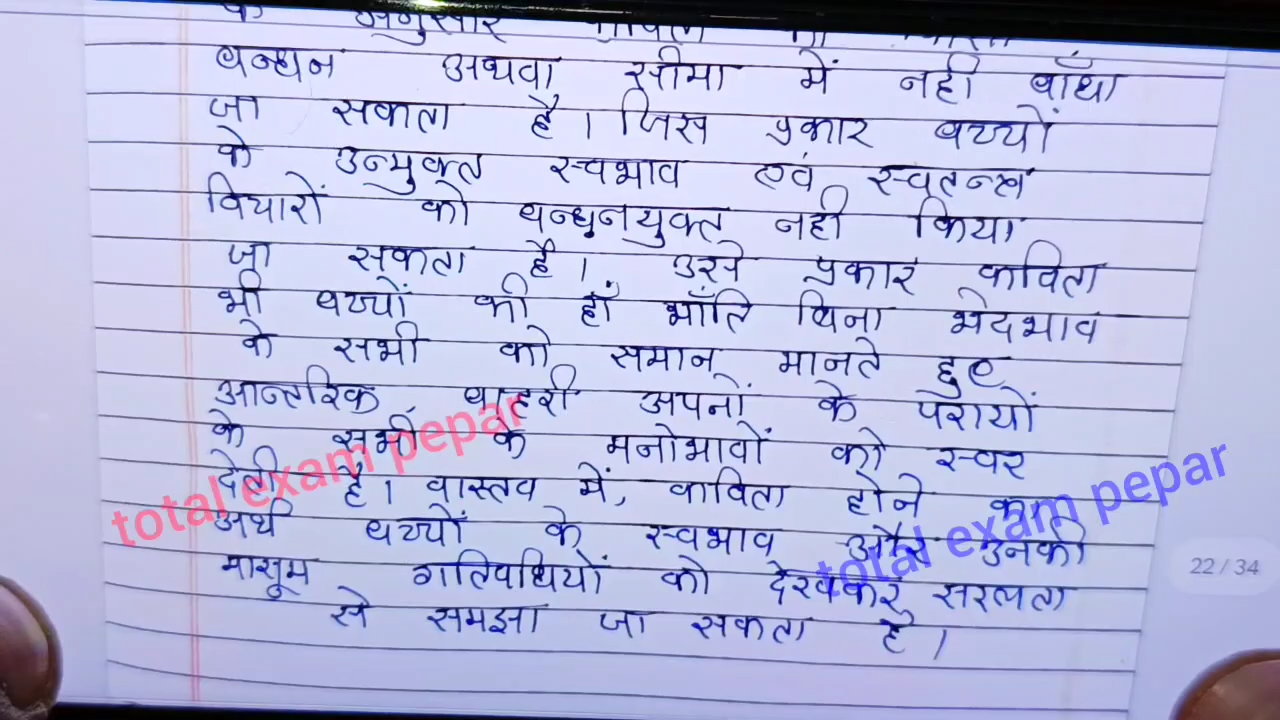 के अनुसार
बन्धन अथवा सीमा में नही बाँधा
जा सकता है। जिस प्रकार बच्चों
के उन्मुक्त स्वभाव एवं स्वतन्त्र
विचारों को बन्धनयुक्त नही किया
जा सकता है। उसी प्रकार कविता
भी बच्चों की ही भाँति बिना भेदभाव
के सभी को समान मानते हुए
आन्तरिक, बाहरी अपनों के परायों
के सभी के मनोभावों को स्वर
देती है। वास्तव में, कविता होने का
अर्थ बच्चों के स्वभाव और उनकी
मासूम गतिविधियों को देखकर सरलता
से समझा जा सकता है।
total exam pepar
total exam pepar
22 / 34